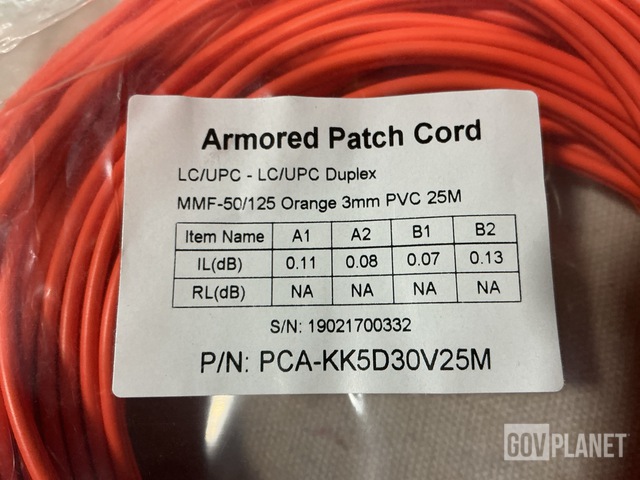 Armored Patch Cord
LC/UPC - LC/UPC Duplex
MMF-50/125 Orange 3mm PVC 25M
Item Name A1 A2 B1 B2
IL(dB) 0.11 0.08 0.07 0.13
RL(dB) NA NA NA NA
S/N: 19021700332
P/N: PCA-KK5D30V25M
GOVPLANET